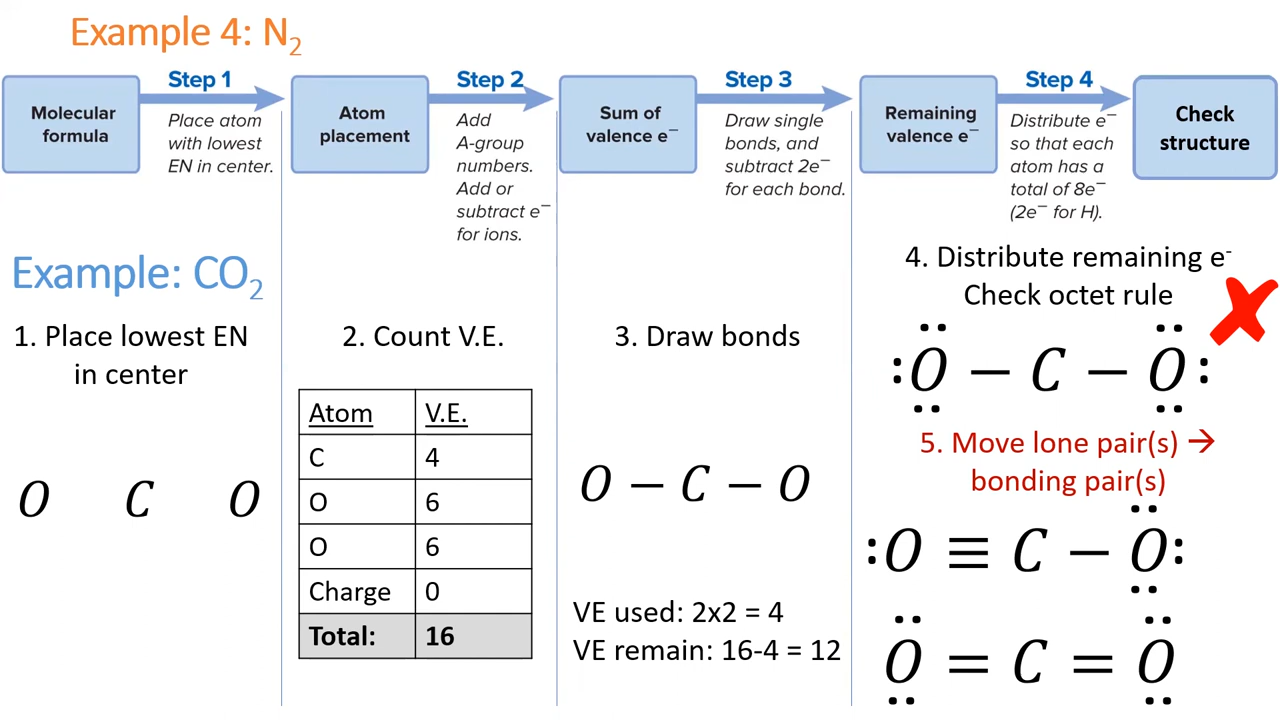 Example 4: N₂
Step 1
Step 2
Step 3
Step 4
Molecular
formula
Place atom
with lowest
EN in center.
Atom
placement
Add
A-group
numbers.
Add or
subtract e⁻
for ions.
Sum of
valence e⁻
Draw single
bonds, and
subtract 2e⁻
for each bond.
Remaining
valence e⁻
Distribute e⁻
so that each
atom has a
total of 8e⁻
(2e⁻ for H).
Check
structure
Example: CO₂
1. Place lowest EN
in center
O C O
2. Count V.E.
Atom V.E.
C 4
O 6
O 6
Charge 0
Total: 16
3. Draw bonds
O − C − O
VE used: 2x2 = 4
VE remain: 16-4 = 12
4. Distribute remaining e⁻
Check octet rule
:O − C − O:
5. Move lone pair(s) →
bonding pair(s)
:O ≡ C − O:
O = C = O